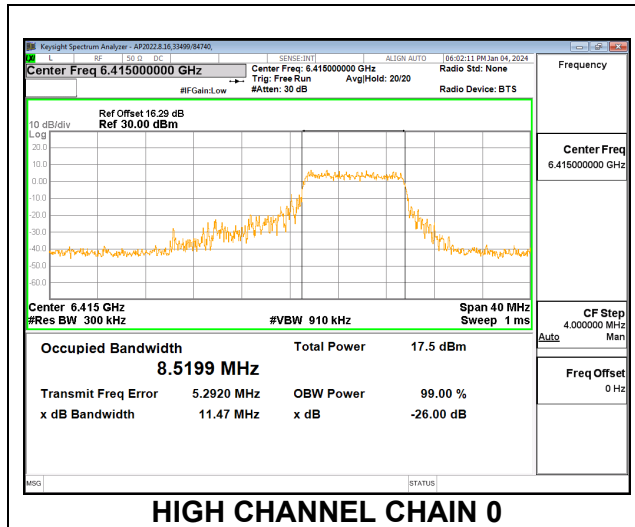 Keysight Spectrum Analyzer - AP2022.8.16,33499/84740,
L RF 50 Ω DC SENSE:INT ALIGN AUTO 06:02:11 PM Jan 04, 2024
Center Freq 6.415000000 GHz Center Freq: 6.415000000 GHz Radio Std: None Frequency
Trig: Free Run Avg|Hold: 20/20
#IFGain:Low #Atten: 30 dB Radio Device: BTS
Ref Offset 16.29 dB
10 dB/div Ref 30.00 dBm
Log
20.0
10.0
0.00
-10.0
-20.0
-30.0
-40.0
-50.0
-60.0
Center Freq
6.415000000 GHz
Center 6.415 GHz Span 40 MHz
#Res BW 300 kHz #VBW 910 kHz Sweep 1 ms
CF Step
4.000000 MHz
Auto Man
Occupied Bandwidth Total Power 17.5 dBm
8.5199 MHz
Freq Offset
0 Hz
Transmit Freq Error 5.2920 MHz OBW Power 99.00 %
x dB Bandwidth 11.47 MHz x dB -26.00 dB
MSG STATUS
HIGH CHANNEL CHAIN 0